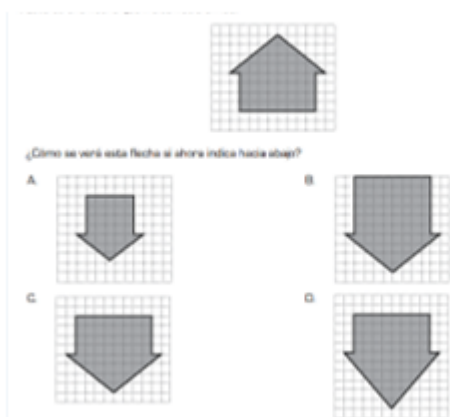 ¿Cómo se verá esta flecha si ahora indica hacia abajo?
A.
B.
C.
D.